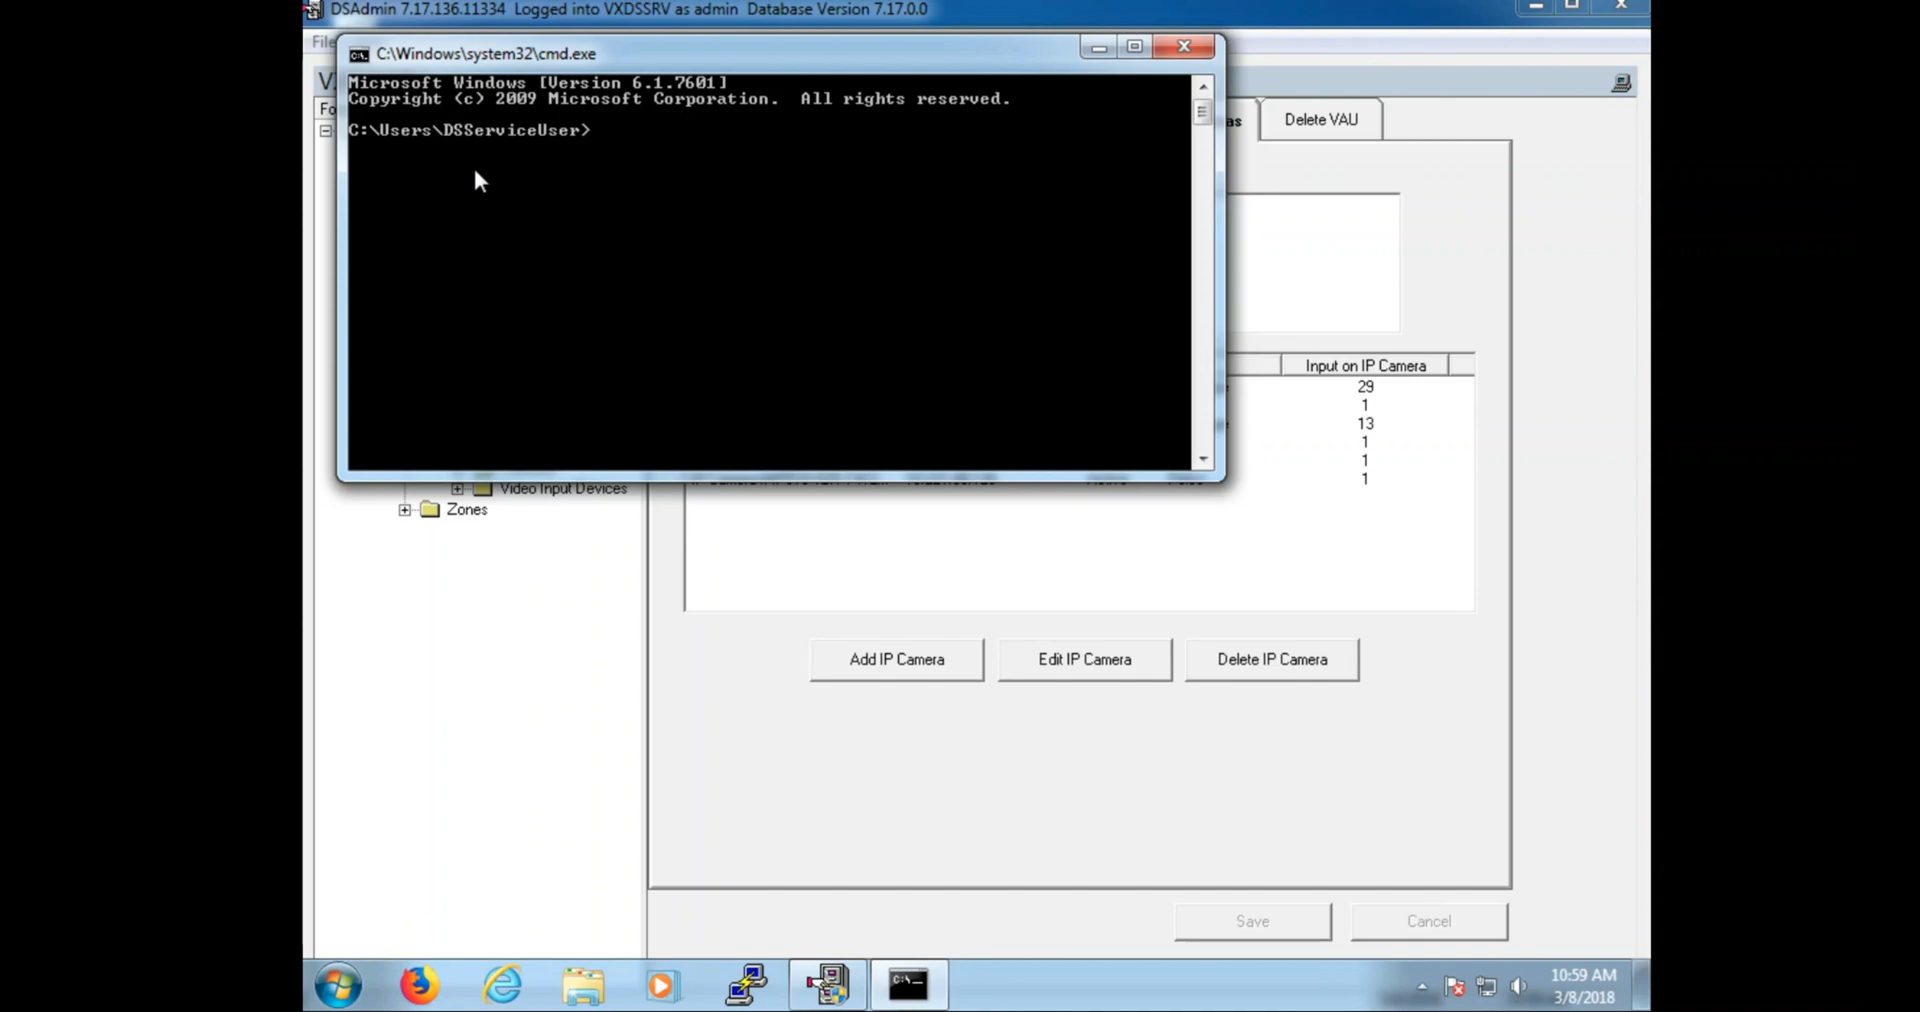 DSAdmin 7.17.136.11334 Logged into VXDSSRV as admin Database Version 7.17.0.0
C:\Windows\system32\cmd.exe
Microsoft Windows [Version 6.1.7601]
Copyright (c) 2009 Microsoft Corporation.  All rights reserved.
C:\Users\DSServiceUser>
Delete VAU
Input on IP Camera
29
1
13
1
1
1
Video Input Devices
Zones
Add IP Camera
Edit IP Camera
Delete IP Camera
Save
Cancel
10:59 AM
3/8/2018